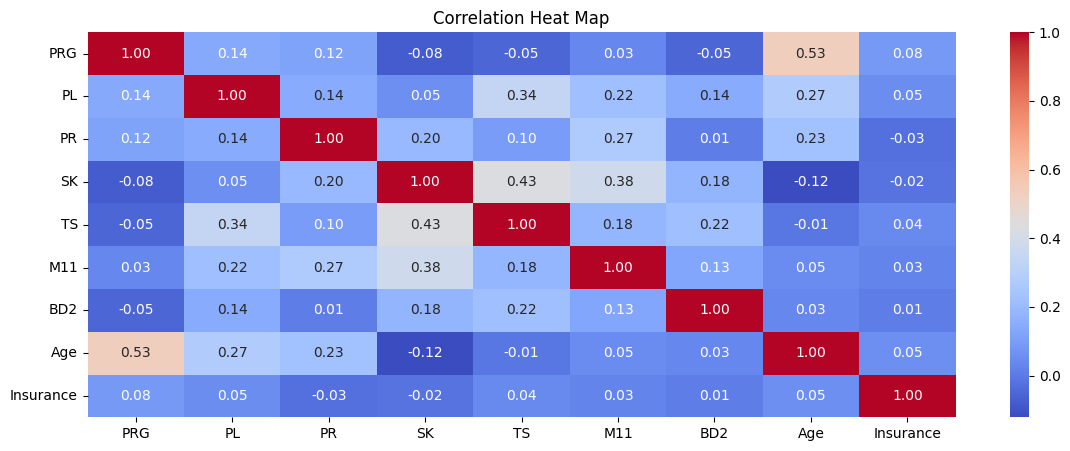 Correlation Heat Map
PRG 1.00 0.14 0.12 -0.08 -0.05 0.03 -0.05 0.53 0.08
PL 0.14 1.00 0.14 0.05 0.34 0.22 0.14 0.27 0.05
PR 0.12 0.14 1.00 0.20 0.10 0.27 0.01 0.23 -0.03
SK -0.08 0.05 0.20 1.00 0.43 0.38 0.18 -0.12 -0.02
TS -0.05 0.34 0.10 0.43 1.00 0.18 0.22 -0.01 0.04
M11 0.03 0.22 0.27 0.38 0.18 1.00 0.13 0.05 0.03
BD2 -0.05 0.14 0.01 0.18 0.22 0.13 1.00 0.03 0.01
Age 0.53 0.27 0.23 -0.12 -0.01 0.05 0.03 1.00 0.05
Insurance 0.08 0.05 -0.03 -0.02 0.04 0.03 0.01 0.05 1.00
PRG PL PR SK TS M11 BD2 Age Insurance
1.0
0.8
0.6
0.4
0.2
0.0